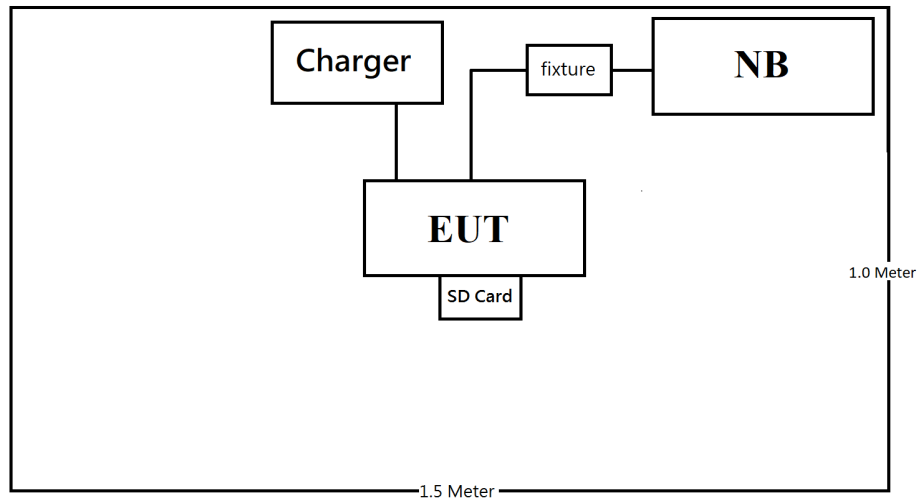 Charger
fixture
NB
EUT
1.0 Meter
SD Card
1.5 Meter